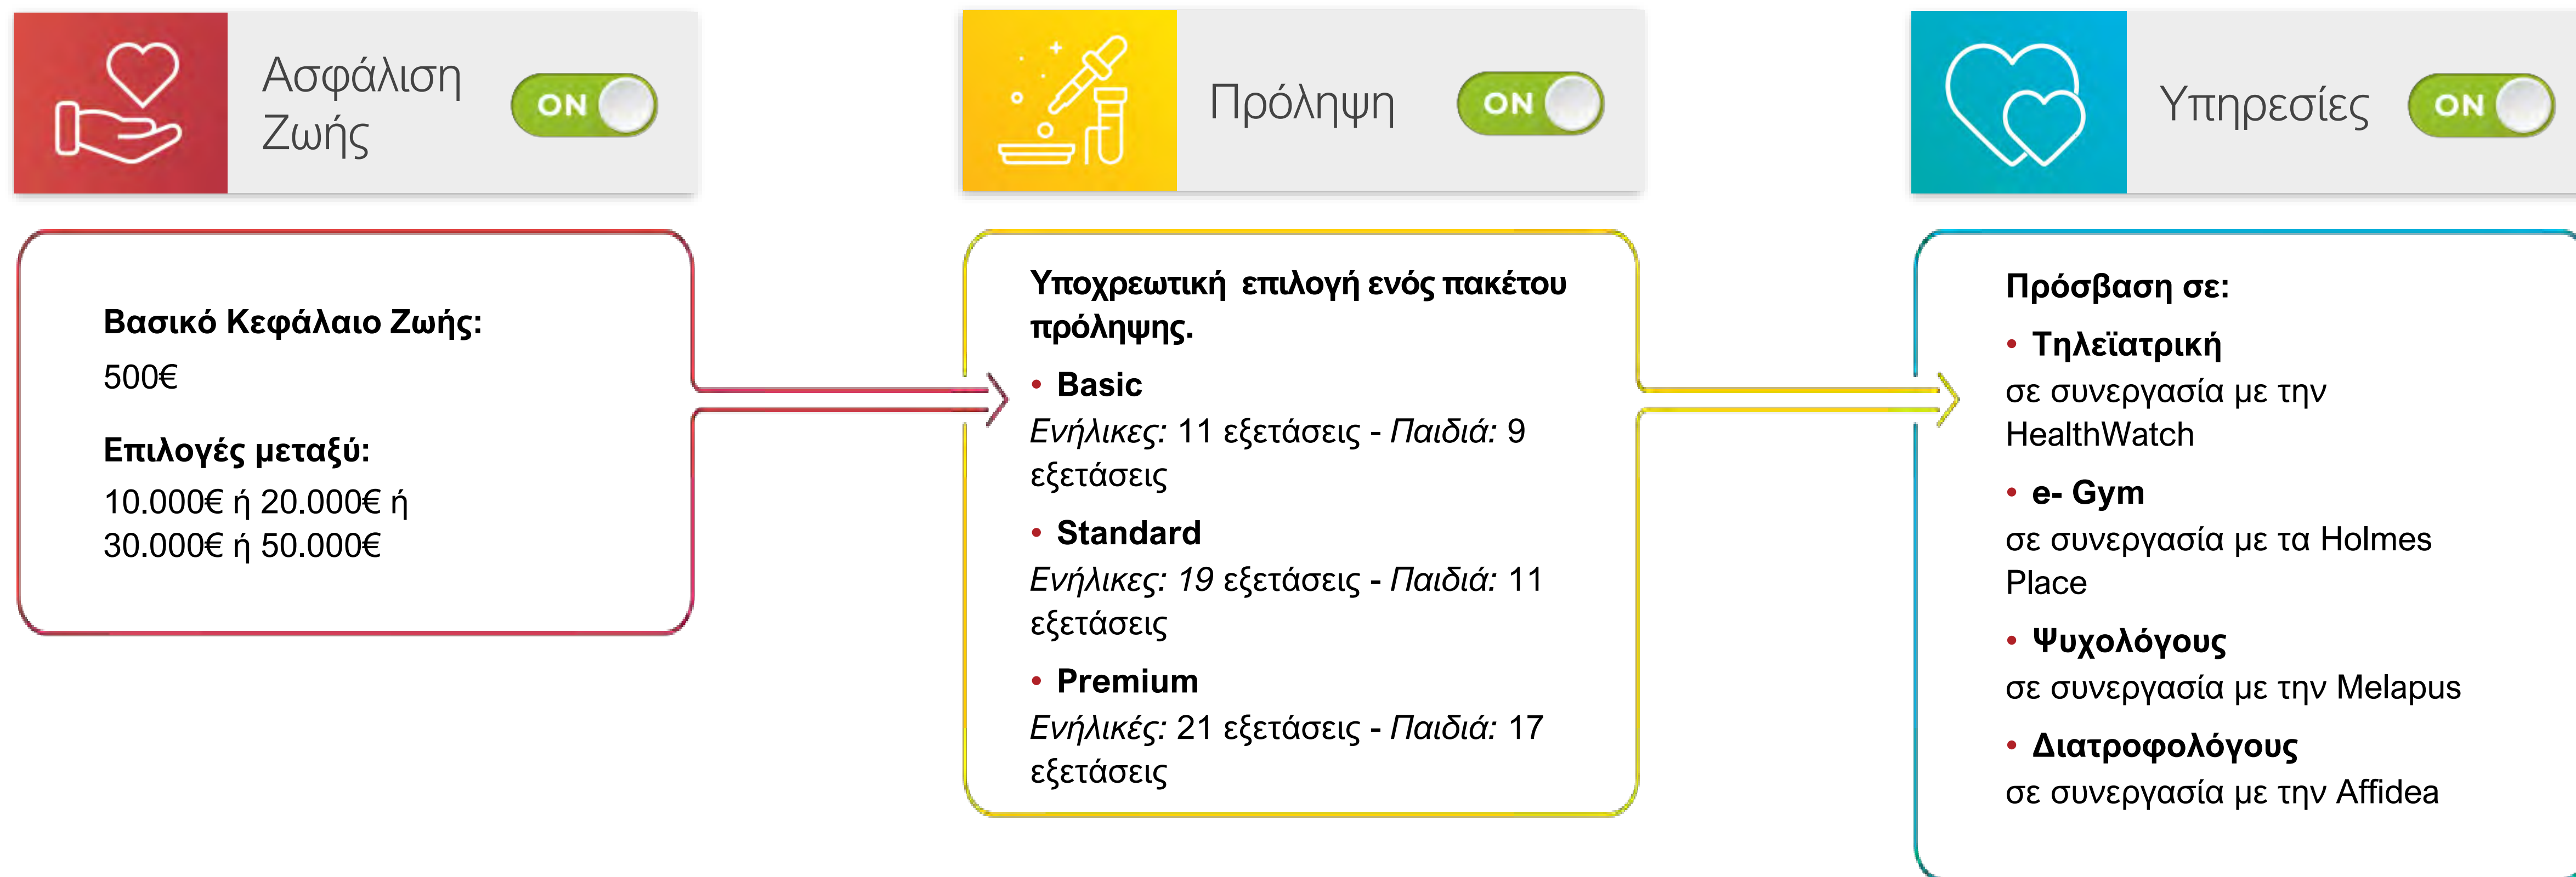 Ασφάλιση
Ζωής
ON
Πρόληψη
ON
Υπηρεσίες
ON
Βασικό Κεφάλαιο Ζωής:
500€
Επιλογές μεταξύ:
10.000€ ή 20.000€ ή
30.000€ ή 50.000€
Υποχρεωτική επιλογή ενός πακέτου
πρόληψης.
• Basic
Ενήλικες: 11 εξετάσεις - Παιδιά: 9
εξετάσεις
• Standard
Ενήλικες: 19 εξετάσεις - Παιδιά: 11
εξετάσεις
• Premium
Ενήλικές: 21 εξετάσεις - Παιδιά: 17
εξετάσεις
Πρόσβαση σε:
• Τηλεϊατρική
σε συνεργασία με την
HealthWatch
• e- Gym
σε συνεργασία με τα Holmes
Place
• Ψυχολόγους
σε συνεργασία με την Melapus
• Διατροφολόγους
σε συνεργασία με την Affidea